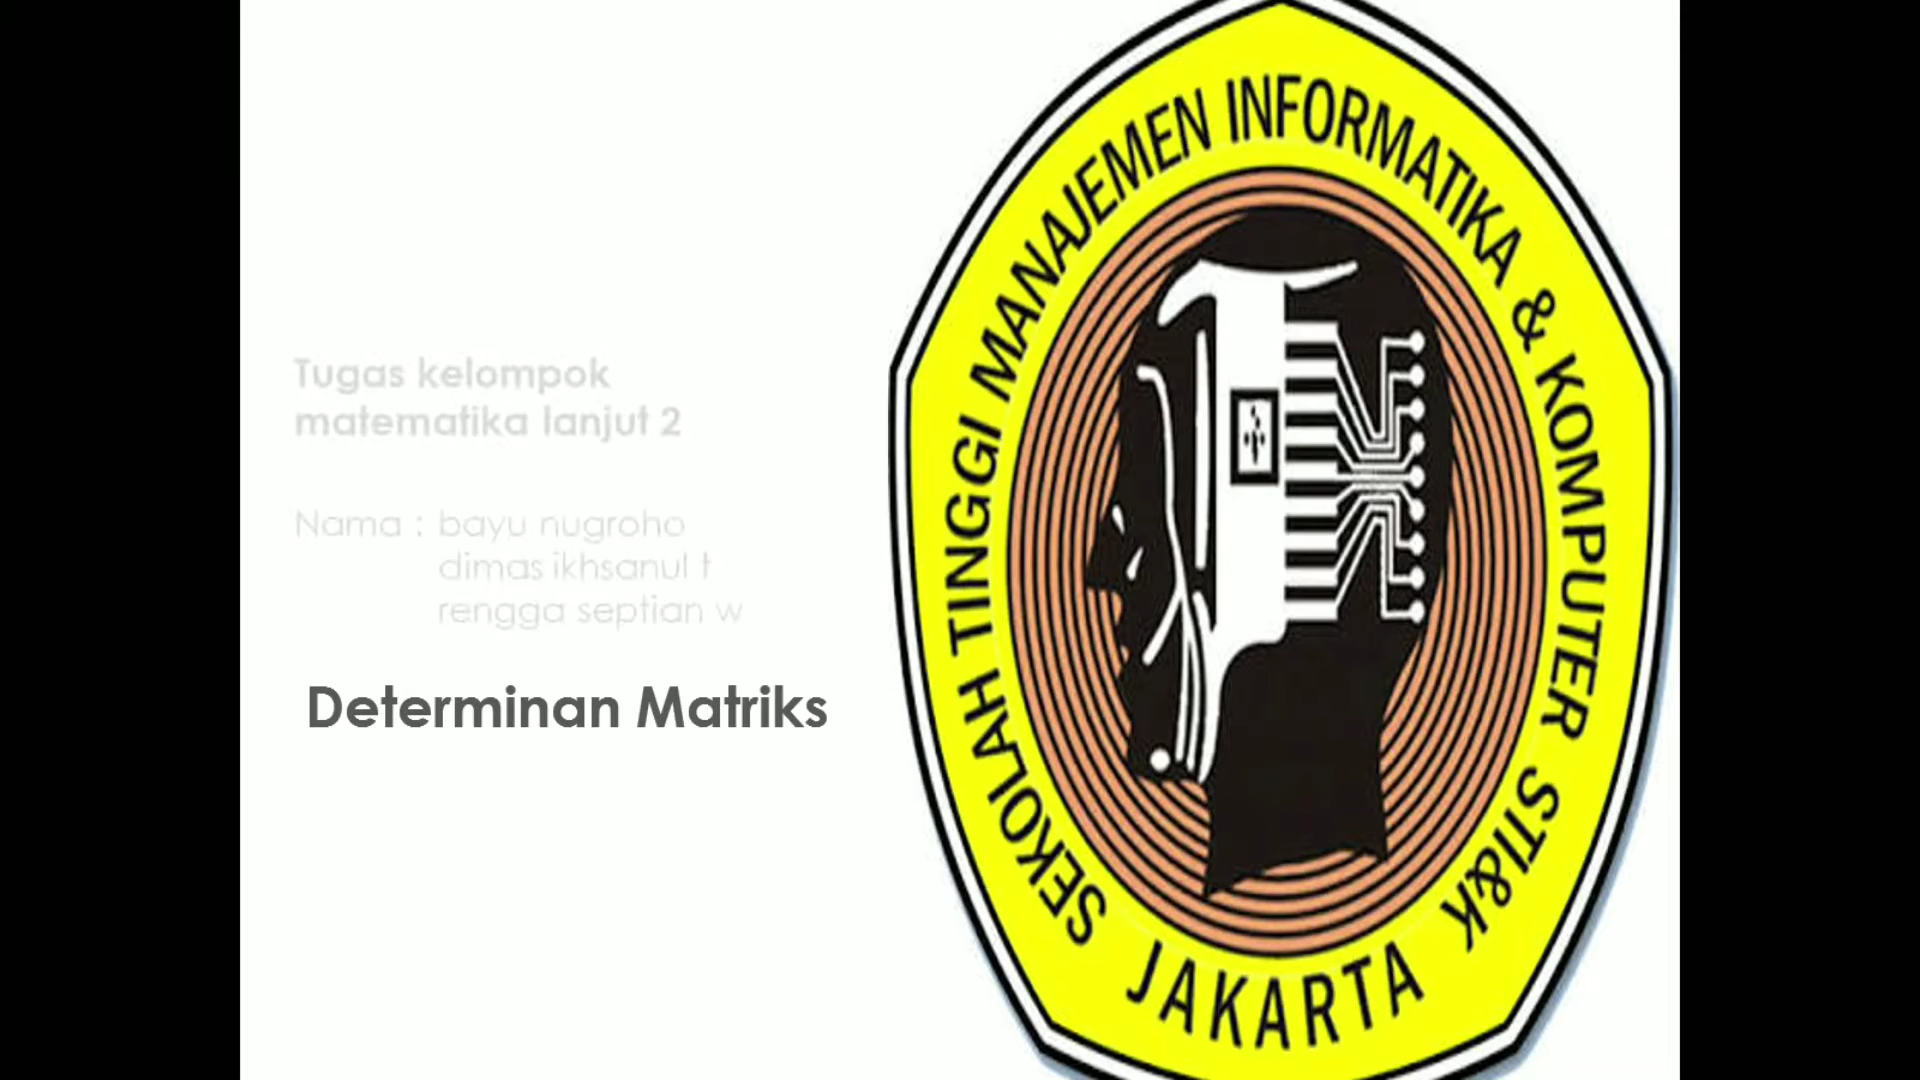 Tugas kelompok
matematika lanjut 2
Nama : bayu nugroho
dimas ikhsanul t
rengga septian w
Determinan Matriks
SEKOLAH TINGGI MANAJEMEN INFORMATIKA & KOMPUTER STI&K
JAKARTA